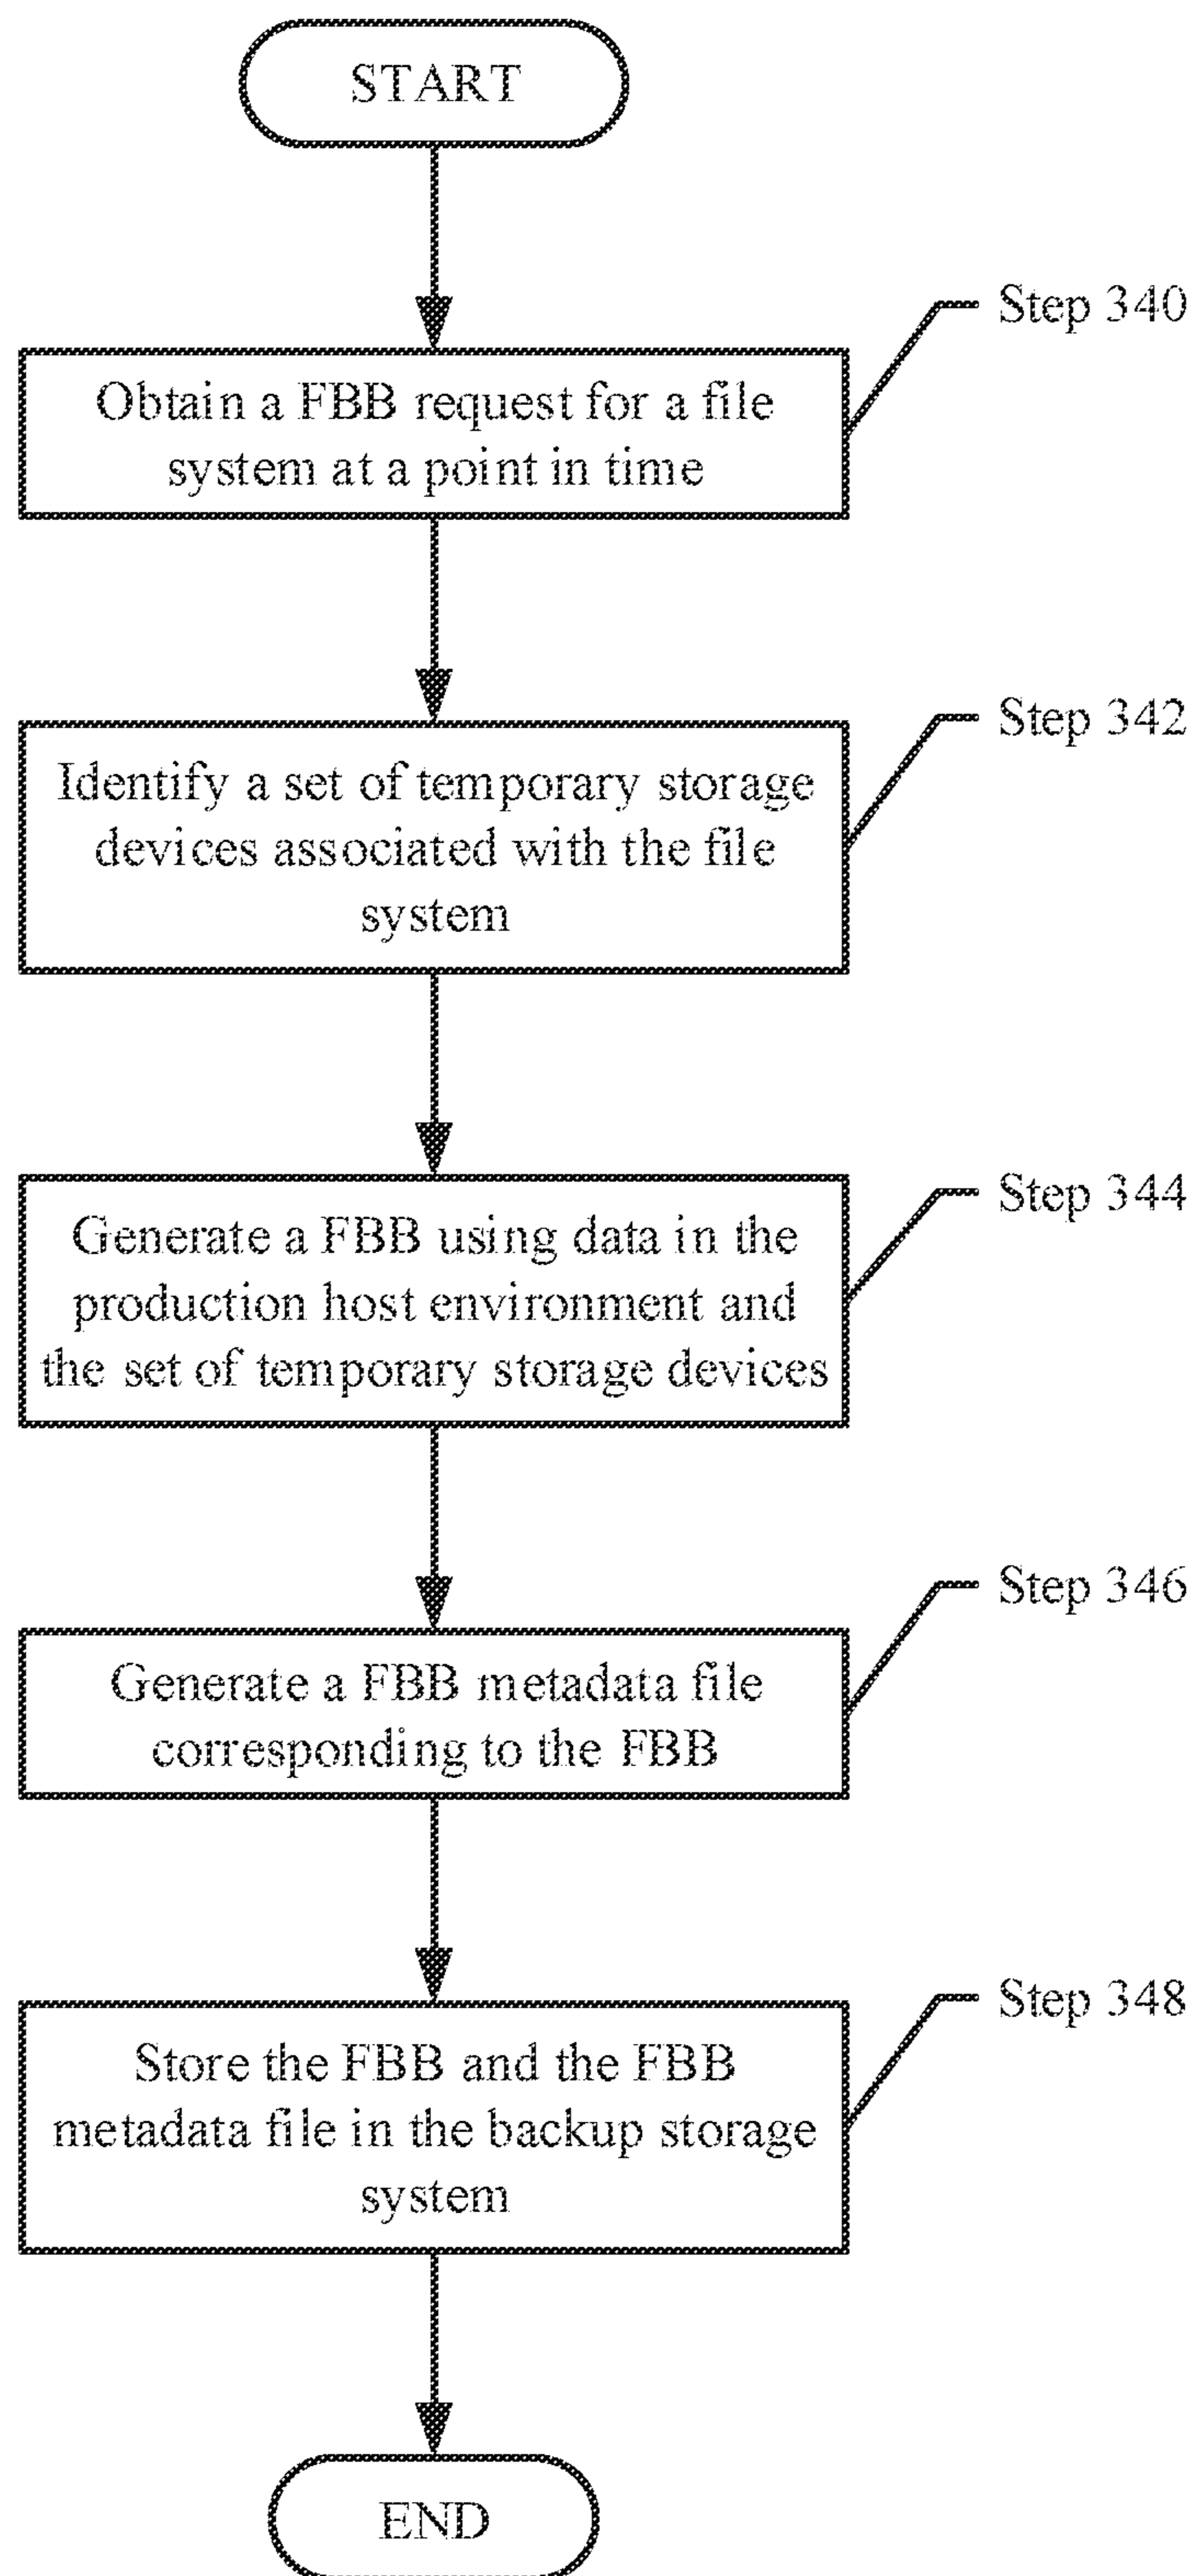 START
Step 340
Obtain a FBB request for a file
system at a point in time
Step 342
Identify a set of temporary storage
devices associated with the file
system
Step 344
Generate a FBB using data in the
production host environment and
the set of temporary storage devices
Step 346
Generate a FBB metadata file
corresponding to the FBB
Step 348
Store the FBB and the FBB
metadata file in the backup storage
system
END